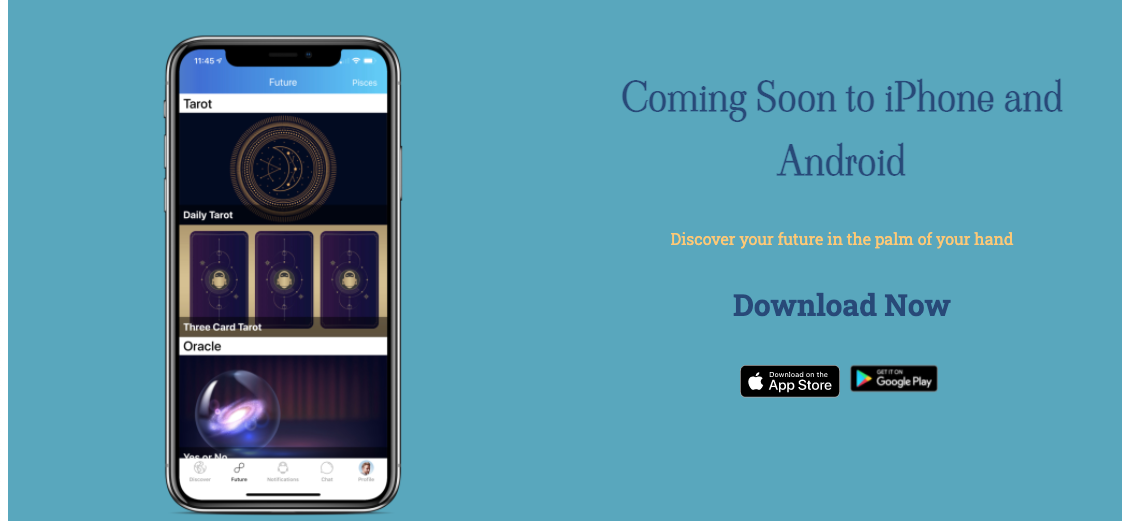 11:45
Future
Pisces
Tarot
Daily Tarot
Three Card Tarot
Oracle
Yes or No
Discover
Future
Notifications
Chat
Profile
Coming Soon to iPhone and
Android
Discover your future in the palm of your hand
Download Now
Download on the
App Store
GET IT ON
Google Play